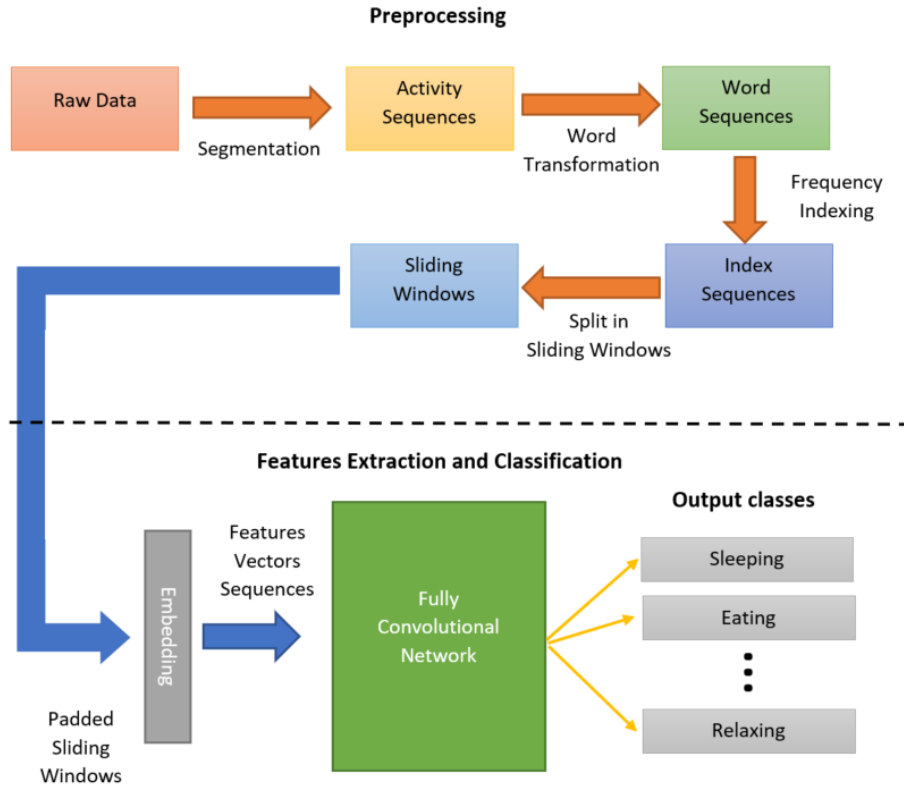 Preprocessing
Raw Data
Segmentation
Activity
Sequences
Word
Transformation
Word
Sequences
Frequency
Indexing
Index
Sequences
Split in
Sliding Windows
Sliding
Windows
Features Extraction and Classification
Padded
Sliding
Windows
Embedding
Features
Vectors
Sequences
Fully
Convolutional
Network
Output classes
Sleeping
Eating
Relaxing